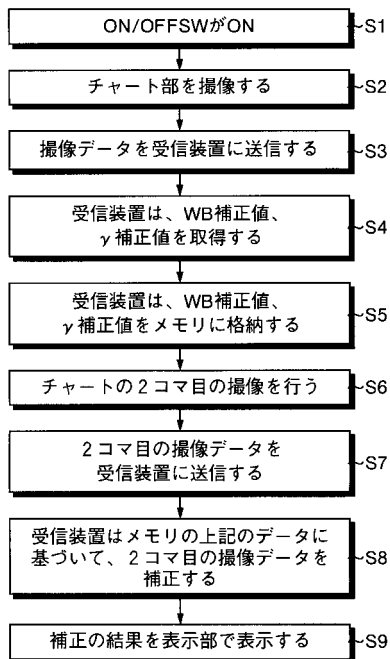 ON/OFFSWがON
~S1
チャート部を撮像する
~S2
撮像データを受信装置に送信する
~S3
受信装置は、WB補正値、
γ補正値を取得する
~S4
受信装置は、WB補正値、
γ補正値をメモリに格納する
~S5
チャートの2コマ目の撮像を行う
~S6
2コマ目の撮像データを
受信装置に送信する
~S7
受信装置はメモリの上記のデータに
基づいて、2コマ目の撮像データを
補正する
~S8
補正の結果を表示部で表示する
~S9